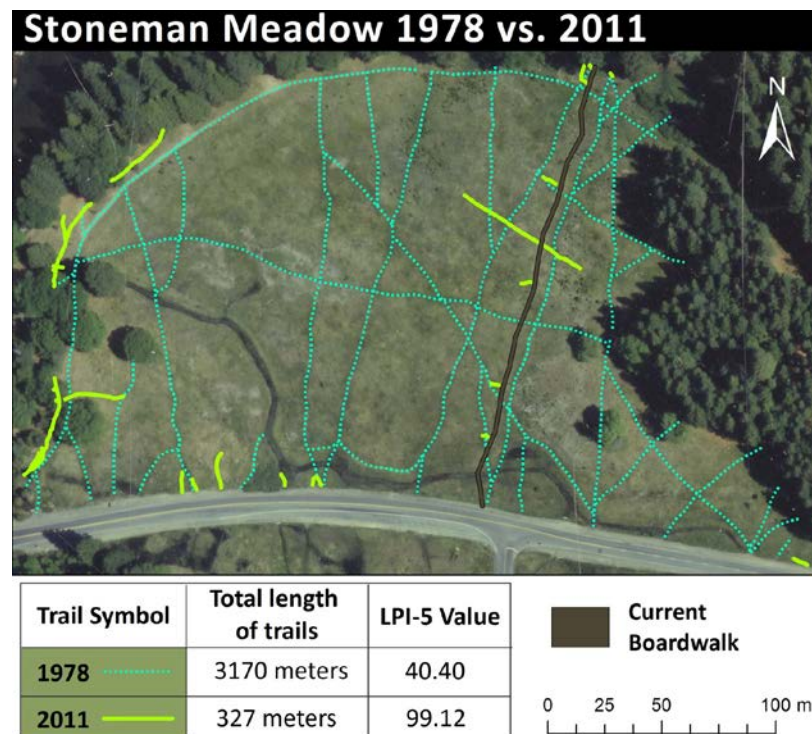 Stoneman Meadow 1978 vs. 2011
N
Trail Symbol
Total length
of trails
LPI-5 Value
1978
3170 meters
40.40
2011
327 meters
99.12
Current
Boardwalk
0 25 50 100 m